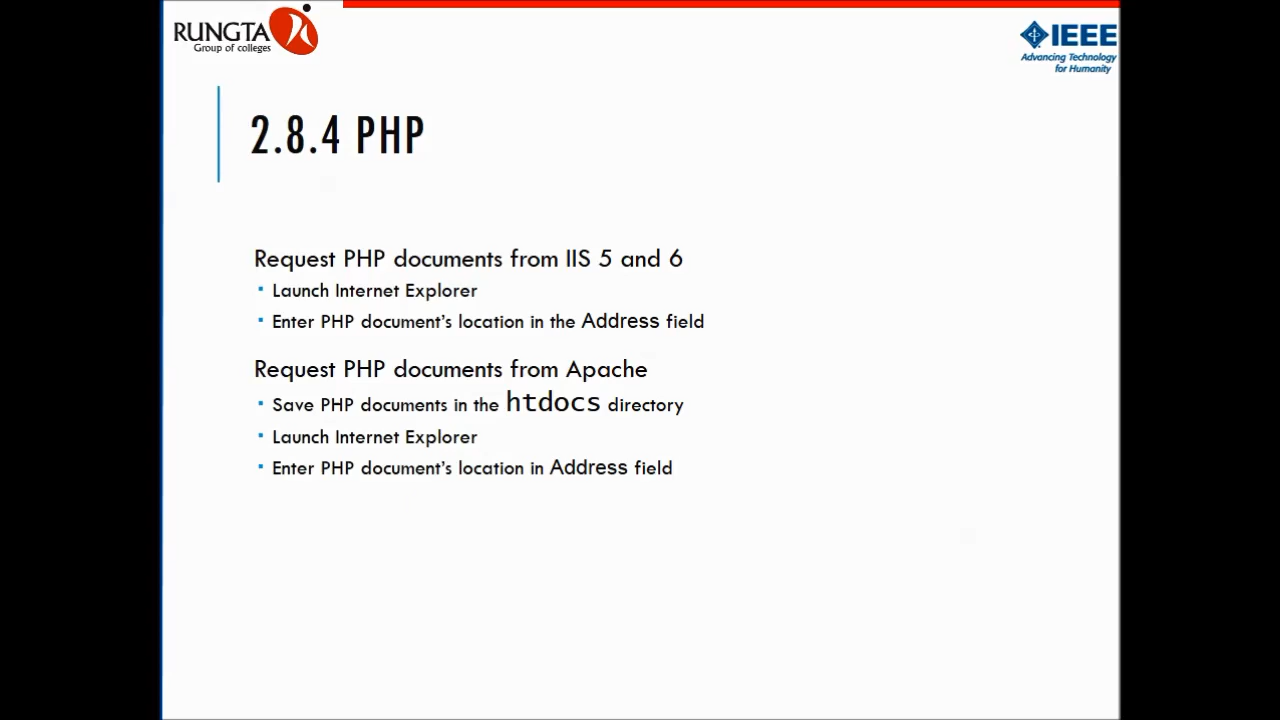 RUNGTA
Group of colleges
IEEE
Advancing Technology
for Humanity
2.8.4 PHP
Request PHP documents from IIS 5 and 6
▪ Launch Internet Explorer
▪ Enter PHP document's location in the Address field
Request PHP documents from Apache
▪ Save PHP documents in the htdocs directory
▪ Launch Internet Explorer
▪ Enter PHP document's location in Address field